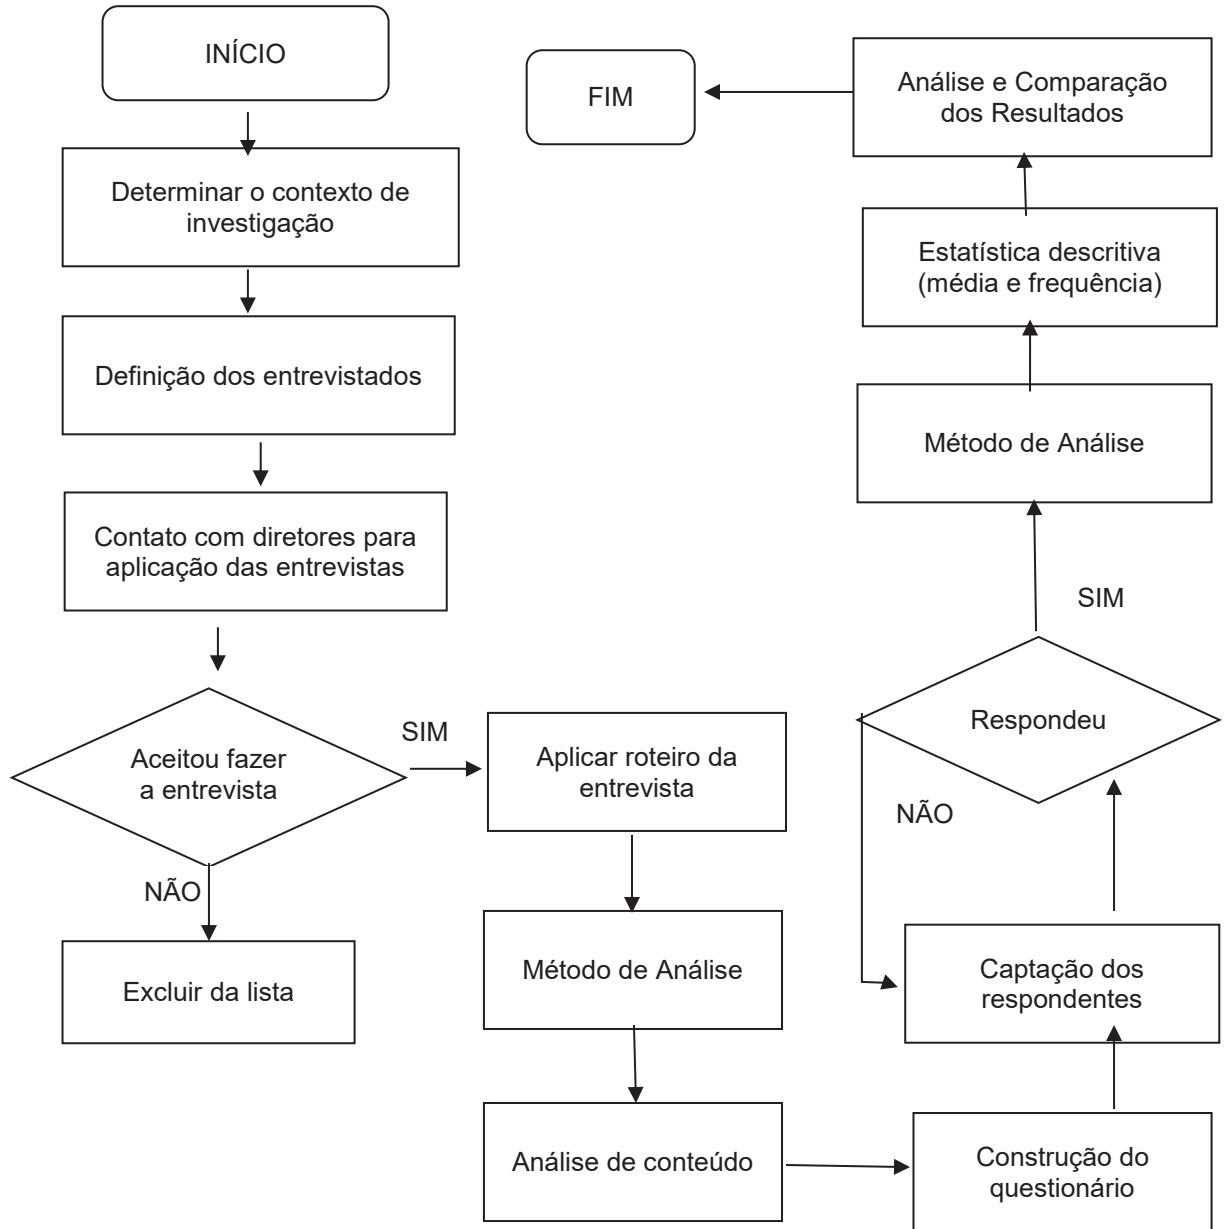 INÍCIO
Determinar o contexto de
investigação
Definição dos entrevistados
Contato com diretores para
aplicação das entrevistas
Aceitou fazer
a entrevista
SIM
NÃO
Excluir da lista
Aplicar roteiro da
entrevista
Método de Análise
Análise de conteúdo
Construção do
questionário
Captação dos
respondentes
Respondeu
NÃO
SIM
Método de Análise
Estatística descritiva
(média e frequência)
Análise e Comparação
dos Resultados
FIM